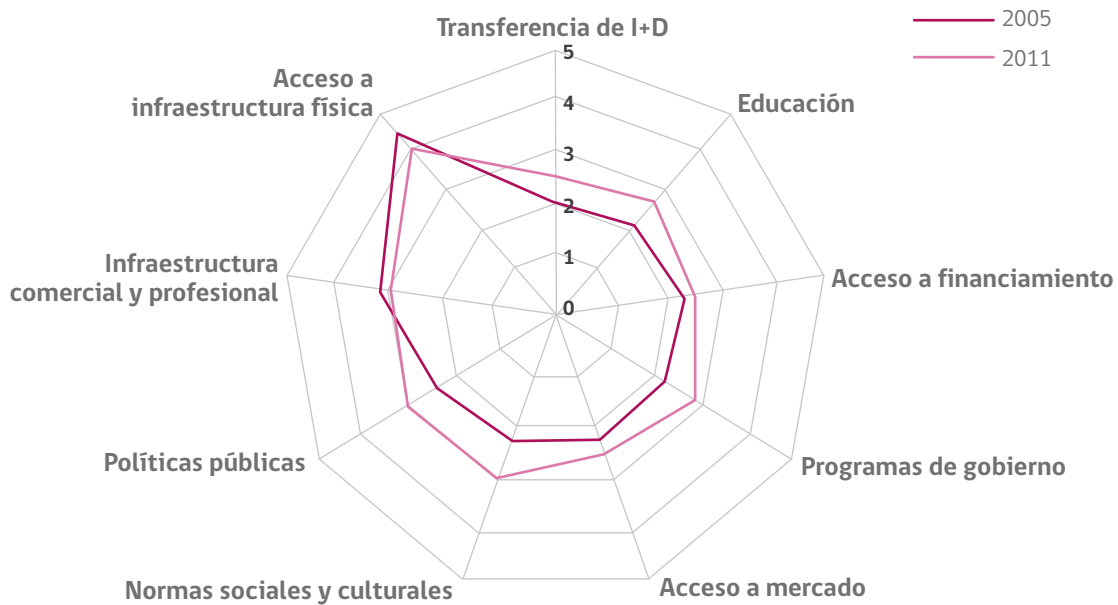 2005
2011
Transferencia de I+D
Educación
Acceso a financiamiento
Programas de gobierno
Acceso a mercado
Normas sociales y culturales
Políticas públicas
Infraestructura
comercial y profesional
Acceso a
infraestructura física
5
4
3
2
1
0